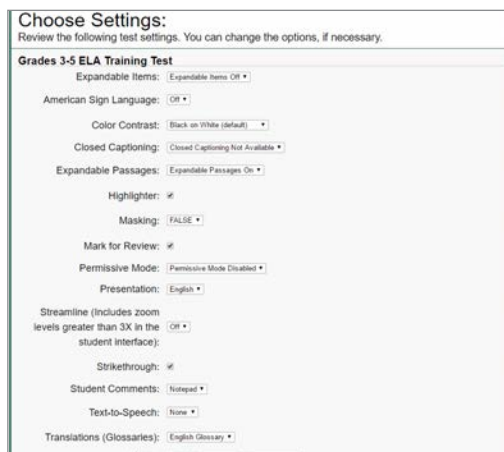 Choose Settings:
Review the following test settings. You can change the options, if necessary.
Grades 3-5 ELA Training Test
Expandable Items: Expandable Items Off
American Sign Language: Off
Color Contrast: Black on White (default)
Closed Captioning: Closed Captioning Not Available
Expandable Passages: Expandable Passages On
Highlighter:
Masking: FALSE
Mark for Review:
Permissive Mode: Permissive Mode Disabled
Presentation: English
Streamline (Includes zoom
levels greater than 3X in the Off
student interface):
Strikethrough:
Student Comments: Notepad
Text-to-Speech: None
Translations (Glossaries): English Glossary